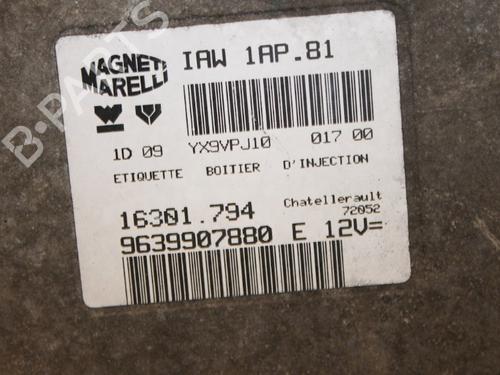 MAGNETI MARELLI
IAW 1AP.81
1D 09 YX9VPJ10 017 00
ETIQUETTE BOITIER D'INJECTION
16301.794
Chatellerault
72052
9639907880 E 12V=
B-PARTS